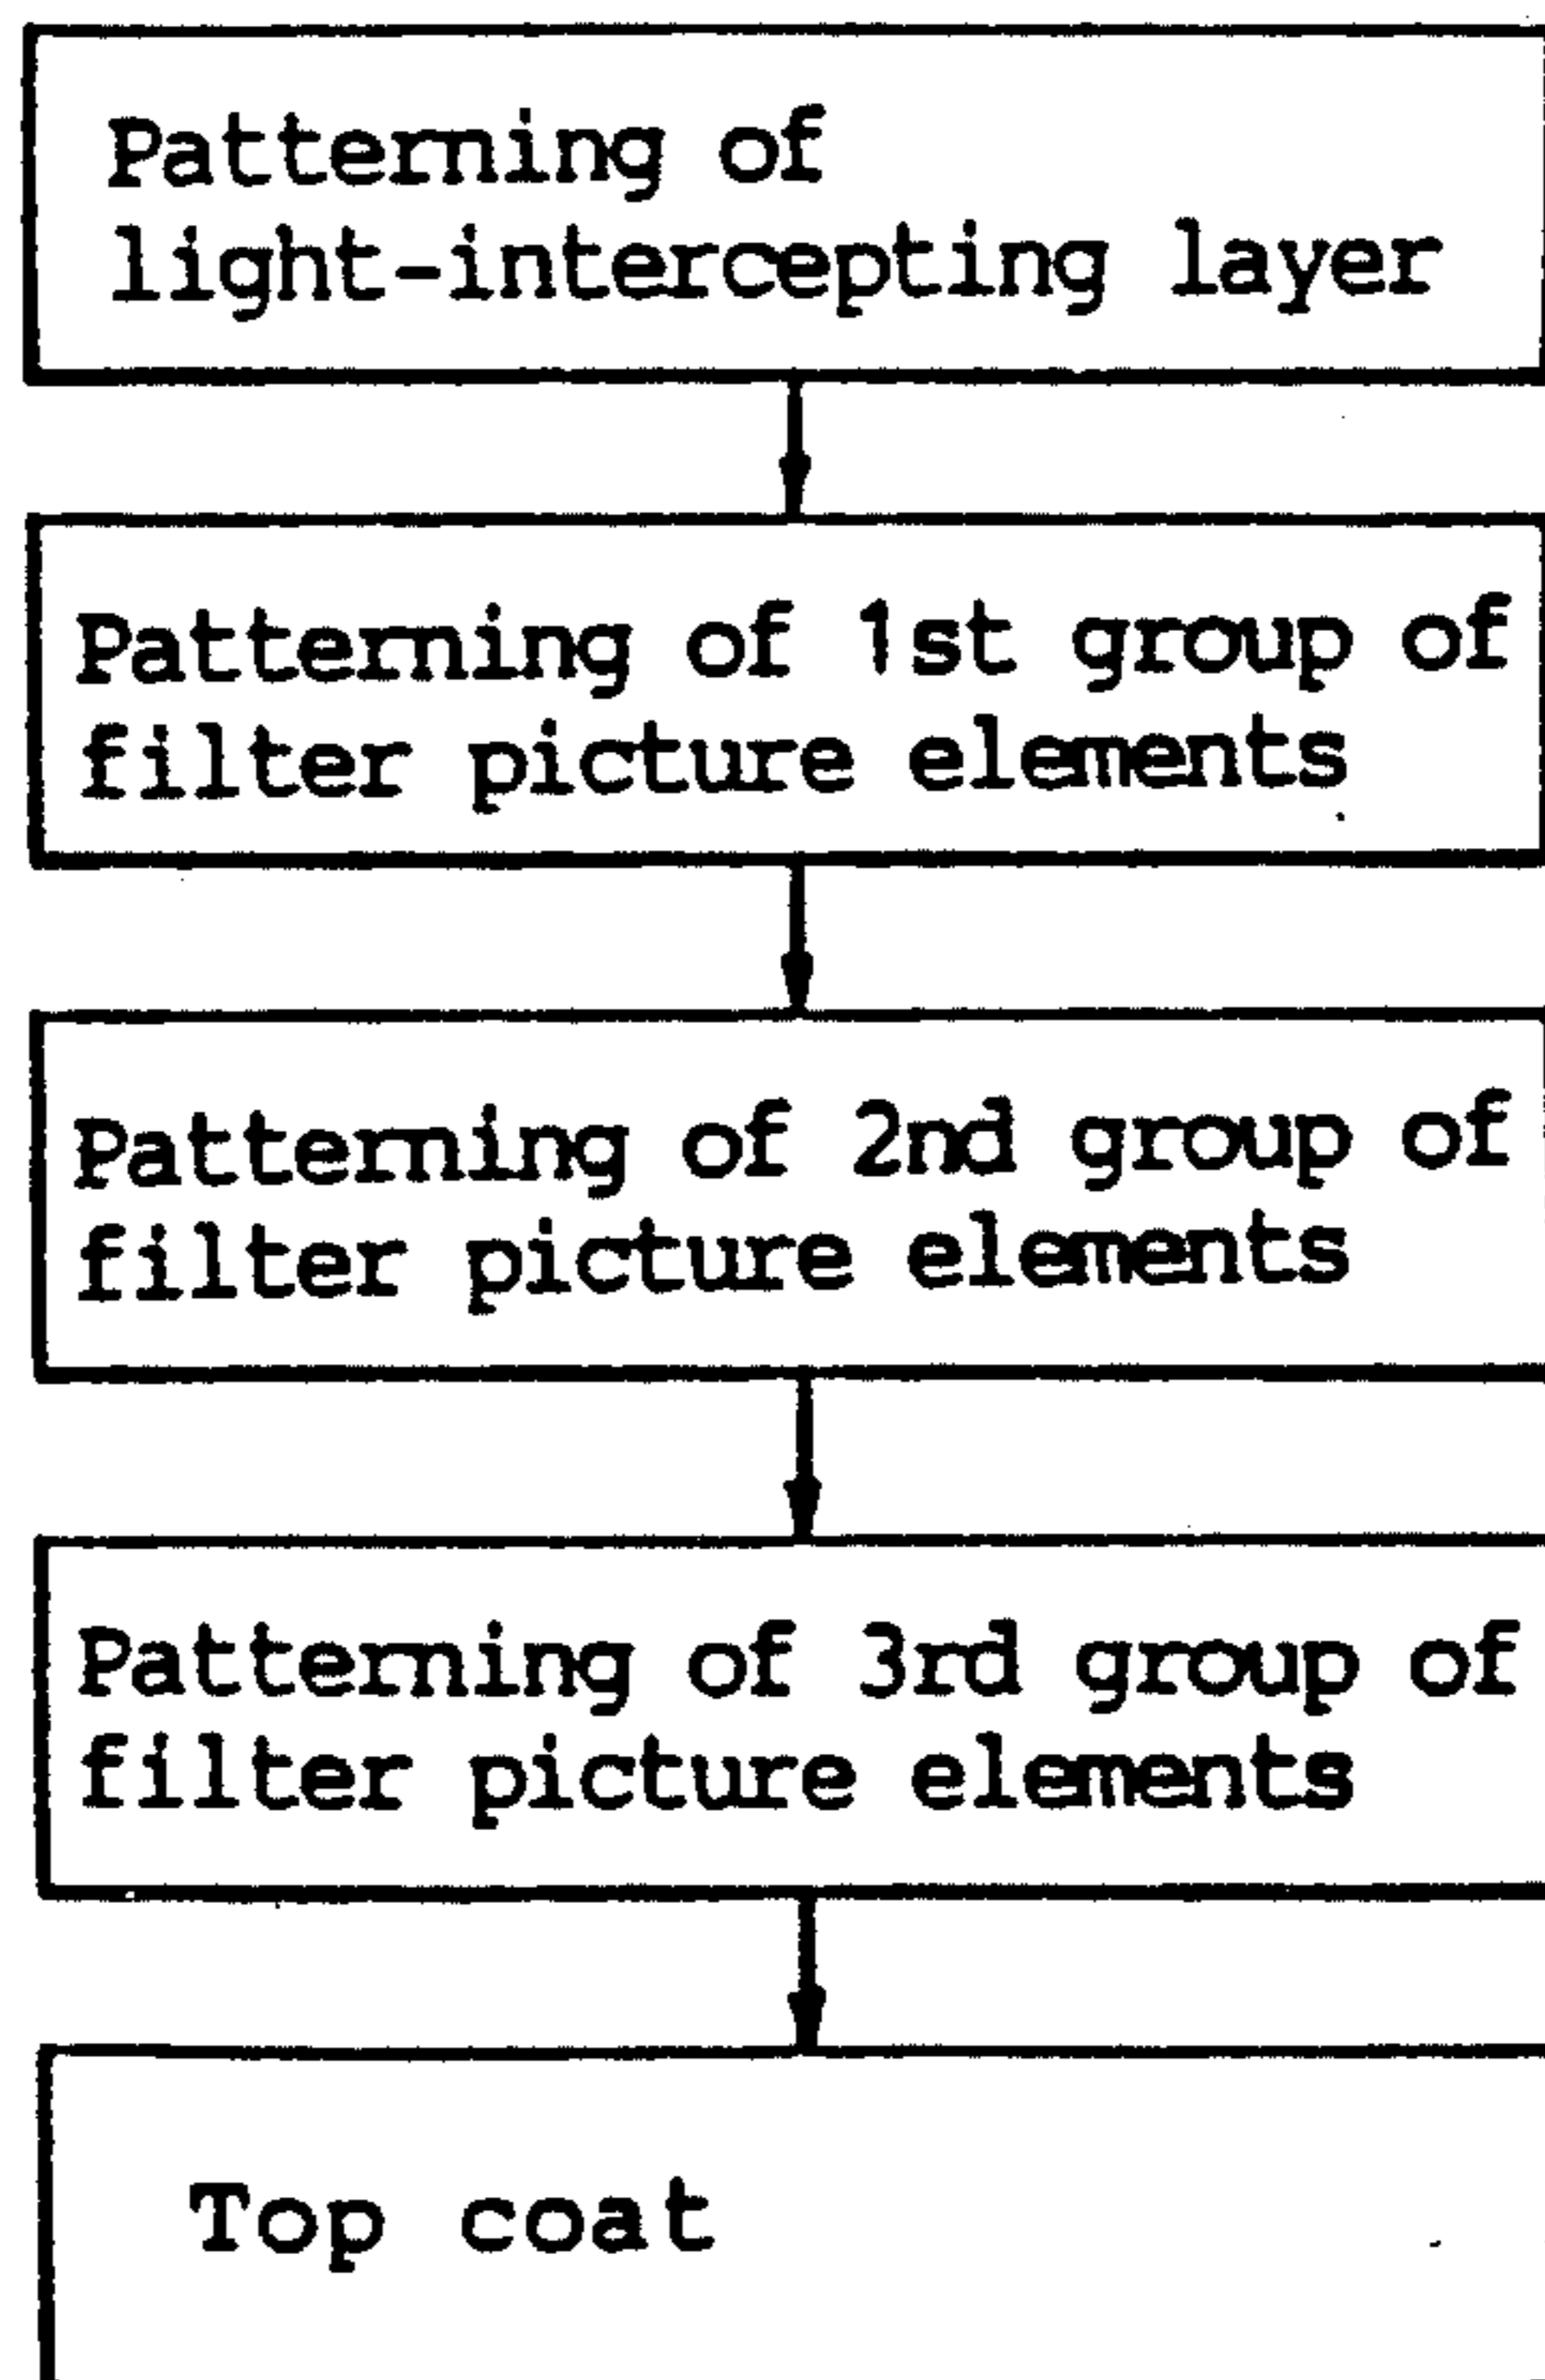 Patterning of
light-intercepting layer
Patterning of 1st group of
filter picture elements
Patterning of 2nd group of
filter picture elements
Patterning of 3rd group of
filter picture elements
Top coat